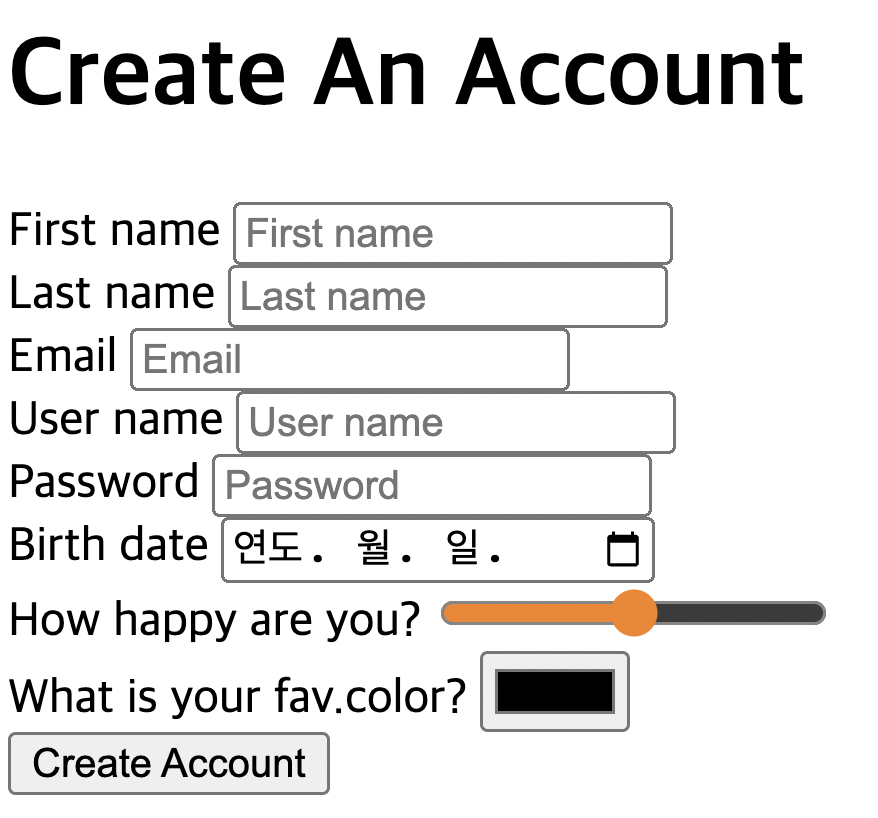 Create An Account
First name First name
Last name Last name
Email Email
User name User name
Password Password
Birth date 연도. 월. 일.
How happy are you?
What is your fav.color?
Create Account